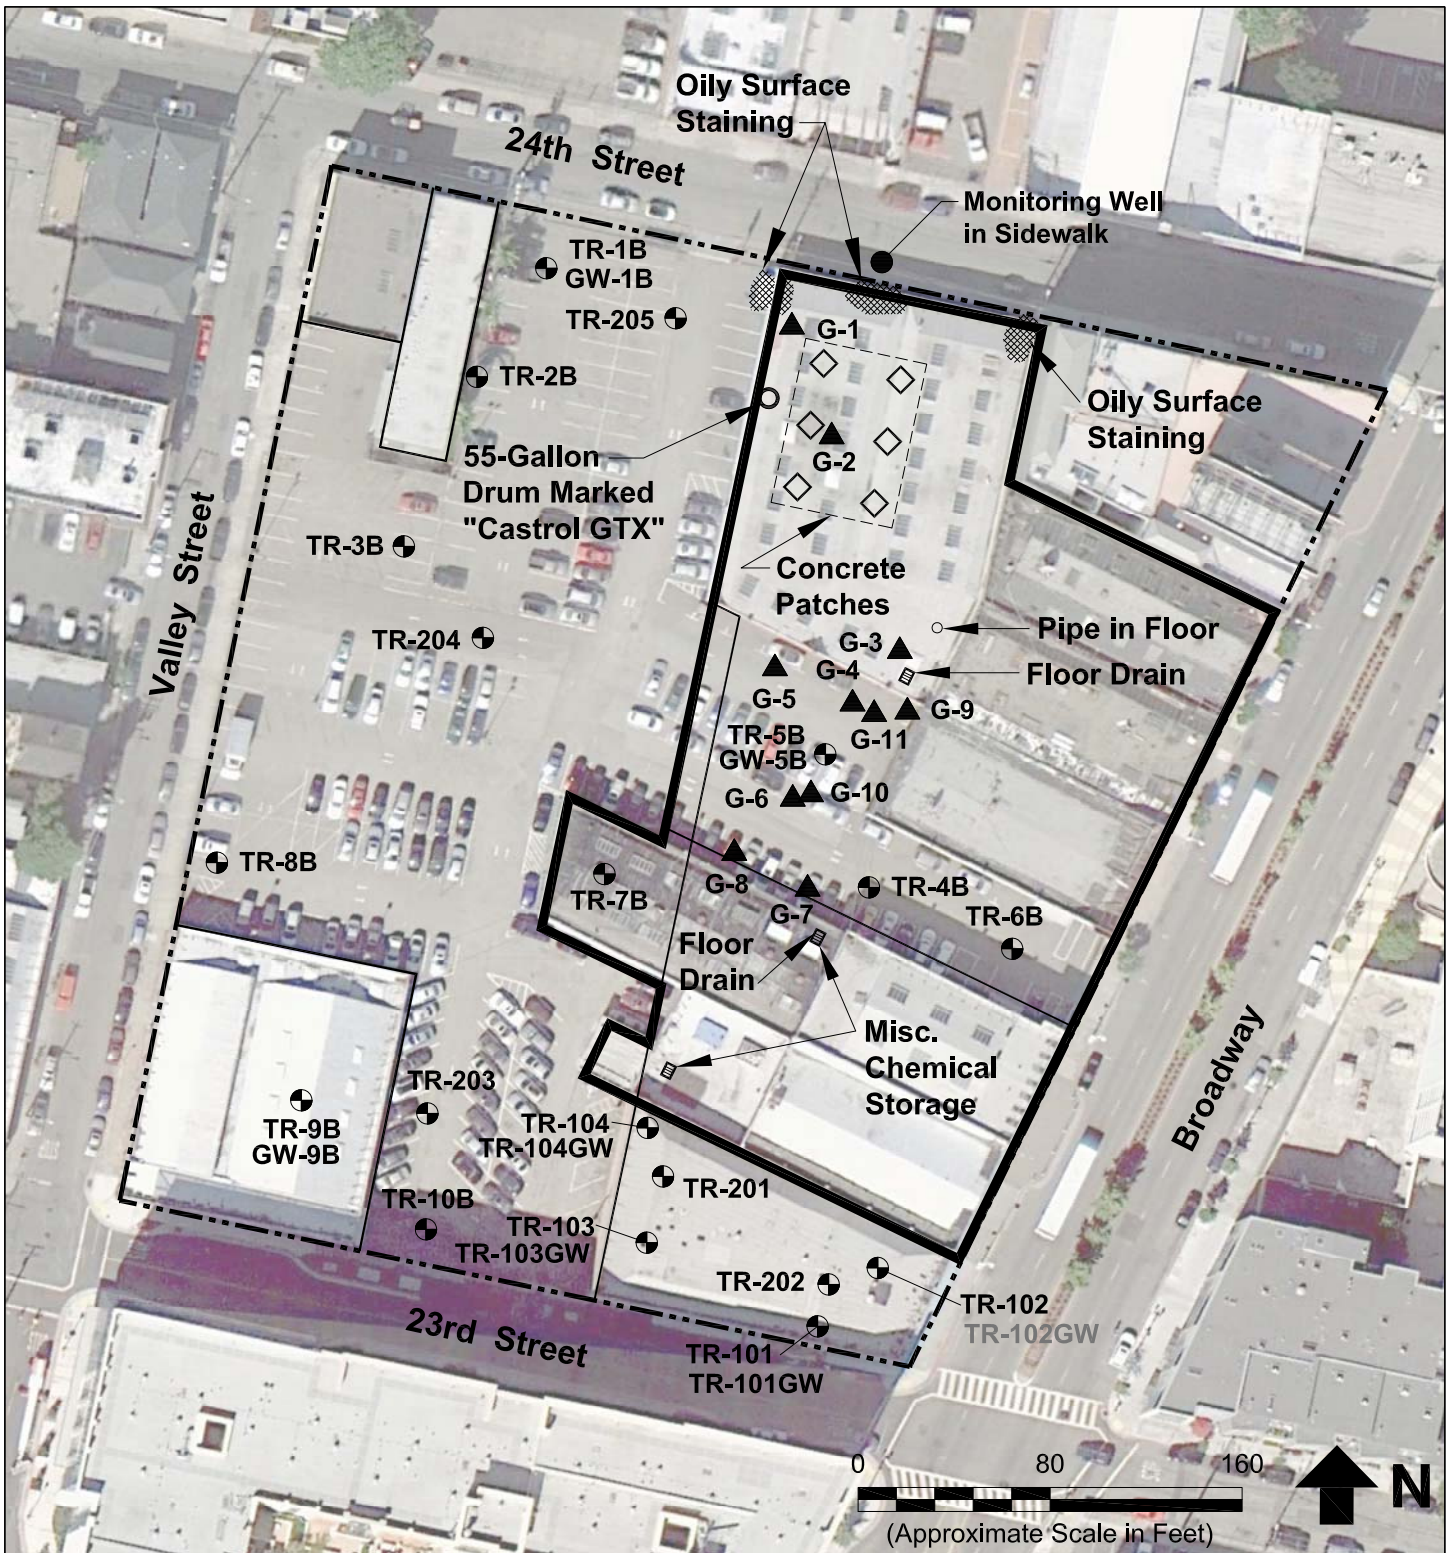 Oily Surface
Staining
24th Street
Monitoring Well
in Sidewalk
TR-1B
GW-1B
TR-205
G-1
TR-2B
Oily Surface
Staining
G-2
55-Gallon
Drum Marked
"Castrol GTX"
Valley Street
TR-3B
Concrete
Patches
TR-204
Pipe in Floor
G-3
G-4
Floor Drain
G-5
G-9
G-11
TR-5B
GW-5B
G-6
G-10
TR-8B
G-8
TR-4B
TR-7B
G-7
TR-6B
Floor
Drain
Misc.
Chemical
Storage
Broadway
TR-203
TR-9B
GW-9B
TR-104
TR-104GW
TR-201
TR-10B
TR-103
TR-103GW
TR-202
TR-102
TR-102GW
23rd Street
TR-101
TR-101GW
0 80 160
(Approximate Scale in Feet)
N